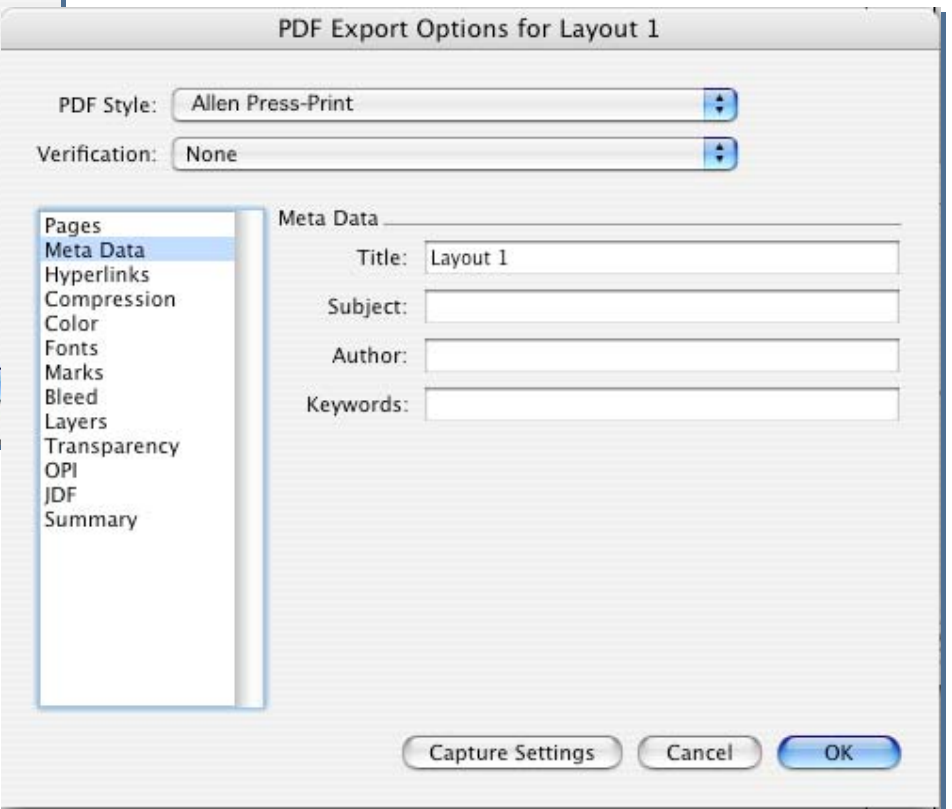 PDF Export Options for Layout 1
PDF Style: Allen Press-Print
Verification: None
Pages
Meta Data
Hyperlinks
Compression
Color
Fonts
Marks
Bleed
Layers
Transparency
OPI
JDF
Summary
Meta Data
Title: Layout 1
Subject:
Author:
Keywords:
Capture Settings Cancel OK